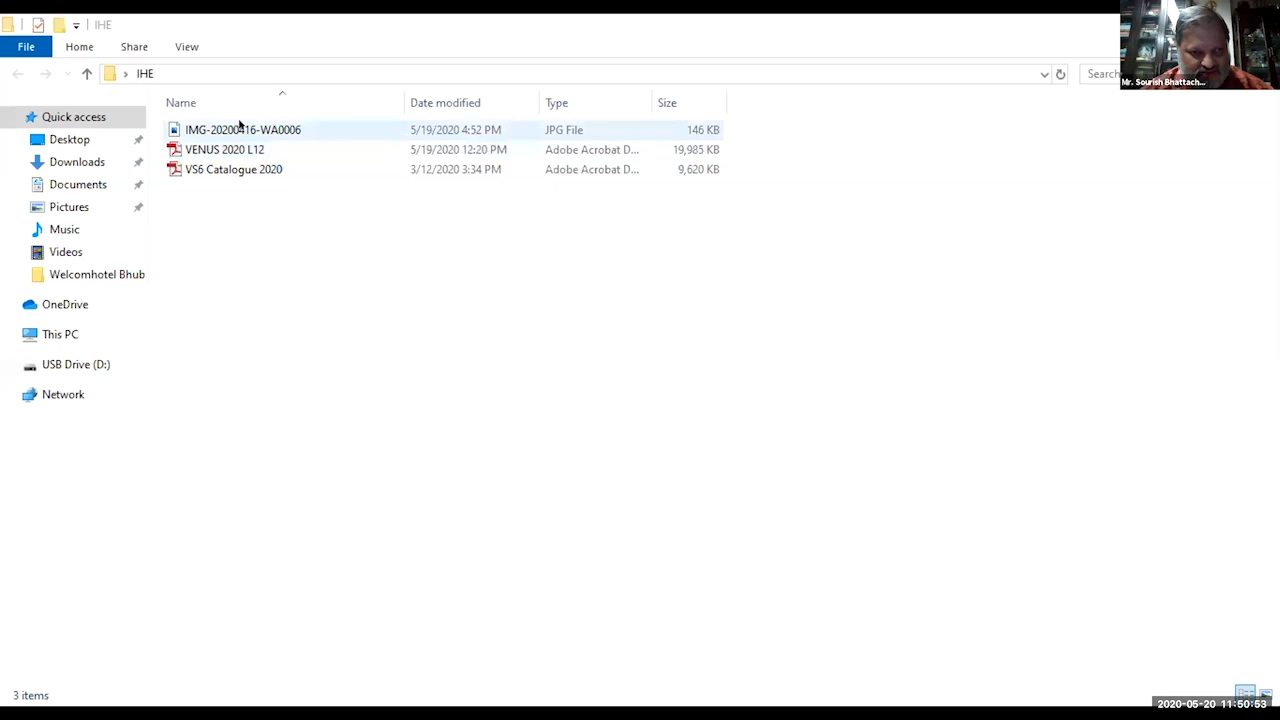 IHE
File Home Share View
IHE
Search
Mr. Sourish Bhattach...
Name Date modified Type Size
IMG-20200416-WA0006 5/19/2020 4:52 PM JPG File 146 KB
VENUS 2020 L12 5/19/2020 12:20 PM Adobe Acrobat D... 19,985 KB
VS6 Catalogue 2020 3/12/2020 3:34 PM Adobe Acrobat D... 9,620 KB
Quick access
Desktop
Downloads
Documents
Pictures
Music
Videos
Welcomhotel Bhub
OneDrive
This PC
USB Drive (D:)
Network
3 items
2020-05-20 11:50:53